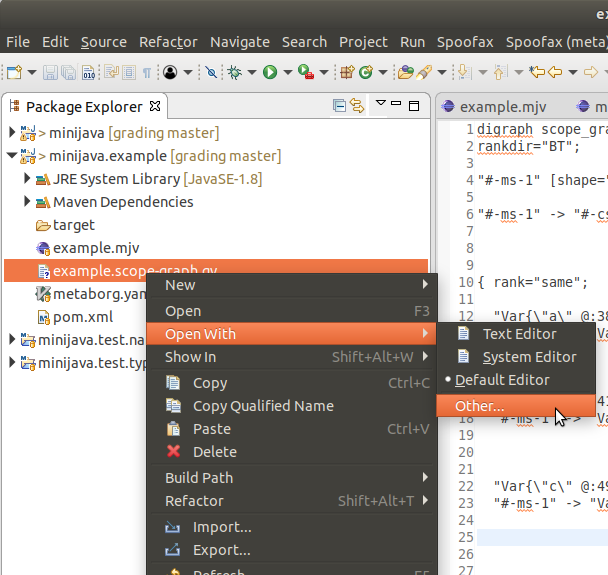 ex
File Edit Source Refactor Navigate Search Project Run Spoofax Spoofax (meta)
Package Explorer
> minijava [grading master]
> minijava.example [grading master]
JRE System Library [JavaSE-1.8]
Maven Dependencies
target
example.mjv
example.scope-graph.gv
metaborg.yam
pom.xml
minijava.test.na
minijava.test.typ
New
Open F3
Open With
Show In Shift+Alt+W
Copy Ctrl+C
Copy Qualified Name
Paste Ctrl+V
Delete
Build Path
Refactor Shift+Alt+T
Import...
Export...
Refresh F5
Text Editor
System Editor
Default Editor
Other...
example.mjv m
1 digraph scope_gra
2 rankdir="BT";
3
4 "#-ms-1" [shape="
5
6 "#-ms-1" -> "#-cs
7
8
9
10 { rank="same";
11
12 "Var{\"a\" @:38
"Va
41
18 "#-ms-1" -> "Va
19
20
21
22 "Var{\"c\" @:49
23 "#-ms-1" -> "Va
24
25
26
27